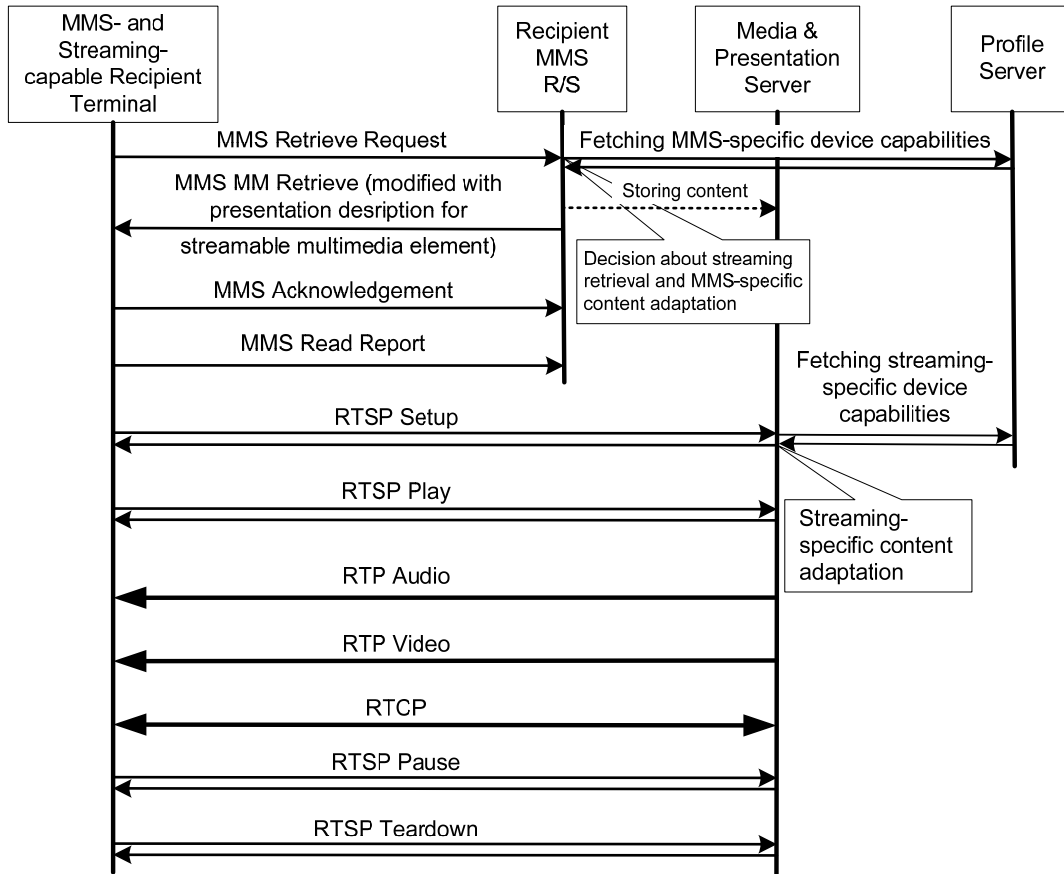 MMS- and
Streaming-
capable Recipient
Terminal
Recipient
MMS
R/S
Media &
Presentation
Server
Profile
Server
MMS Retrieve Request
Fetching MMS-specific device capabilities
MMS MM Retrieve (modified with
presentation desription for
streamable multimedia element)
Storing content
Decision about streaming
retrieval and MMS-specific
content adaptation
MMS Acknowledgement
MMS Read Report
Fetching streaming-
specific device
capabilities
RTSP Setup
RTSP Play
Streaming-
specific content
adaptation
RTP Audio
RTP Video
RTCP
RTSP Pause
RTSP Teardown